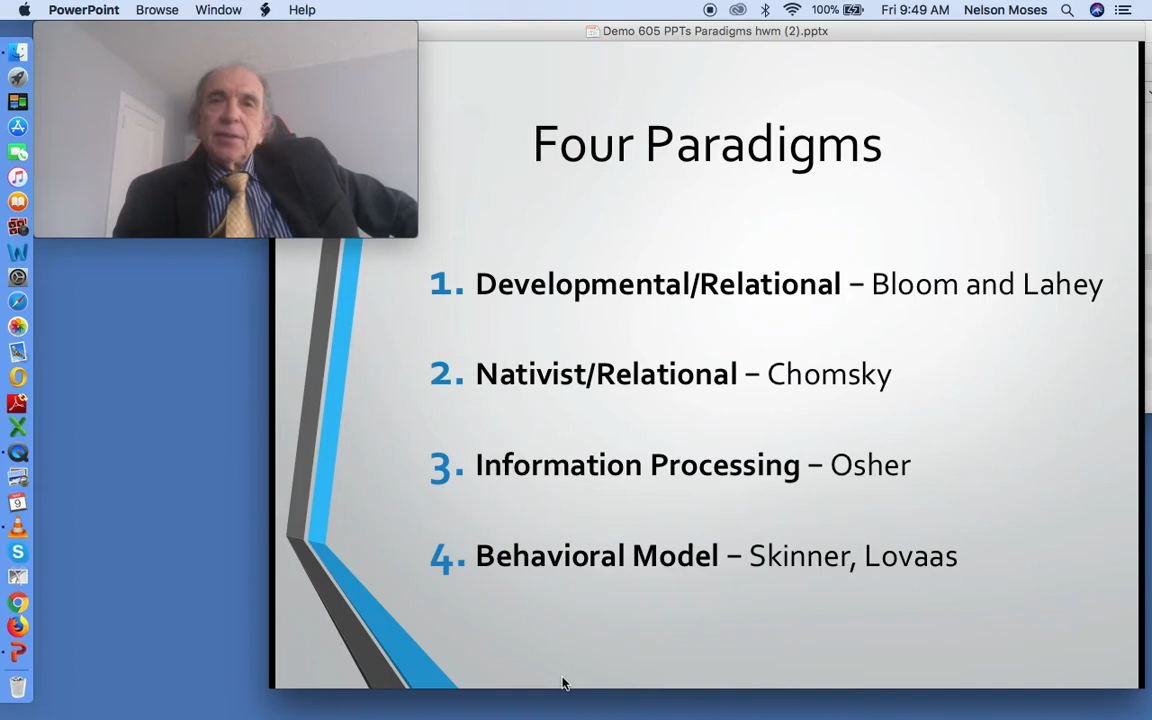 PowerPoint Browse Window Help 100% Fri 9:49 AM Nelson Moses
Demo 605 PPTs Paradigms hwm (2).pptx
Four Paradigms
1. Developmental/Relational – Bloom and Lahey
2. Nativist/Relational – Chomsky
3. Information Processing – Osher
4. Behavioral Model – Skinner, Lovaas